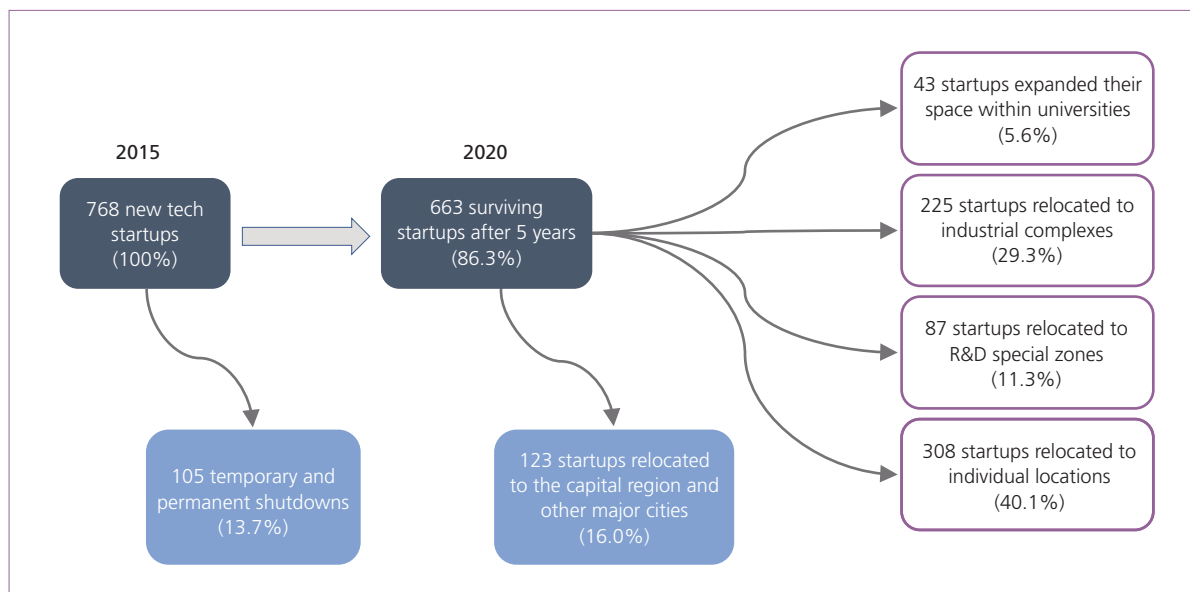 2015
768 new tech
startups
(100%)
105 temporary and
permanent shutdowns
(13.7%)
2020
663 surviving
startups after 5 years
(86.3%)
123 startups relocated
to the capital region and
other major cities
(16.0%)
43 startups expanded their
space within universities
(5.6%)
225 startups relocated to
industrial complexes
(29.3%)
87 startups relocated to
R&D special zones
(11.3%)
308 startups relocated to
individual locations
(40.1%)